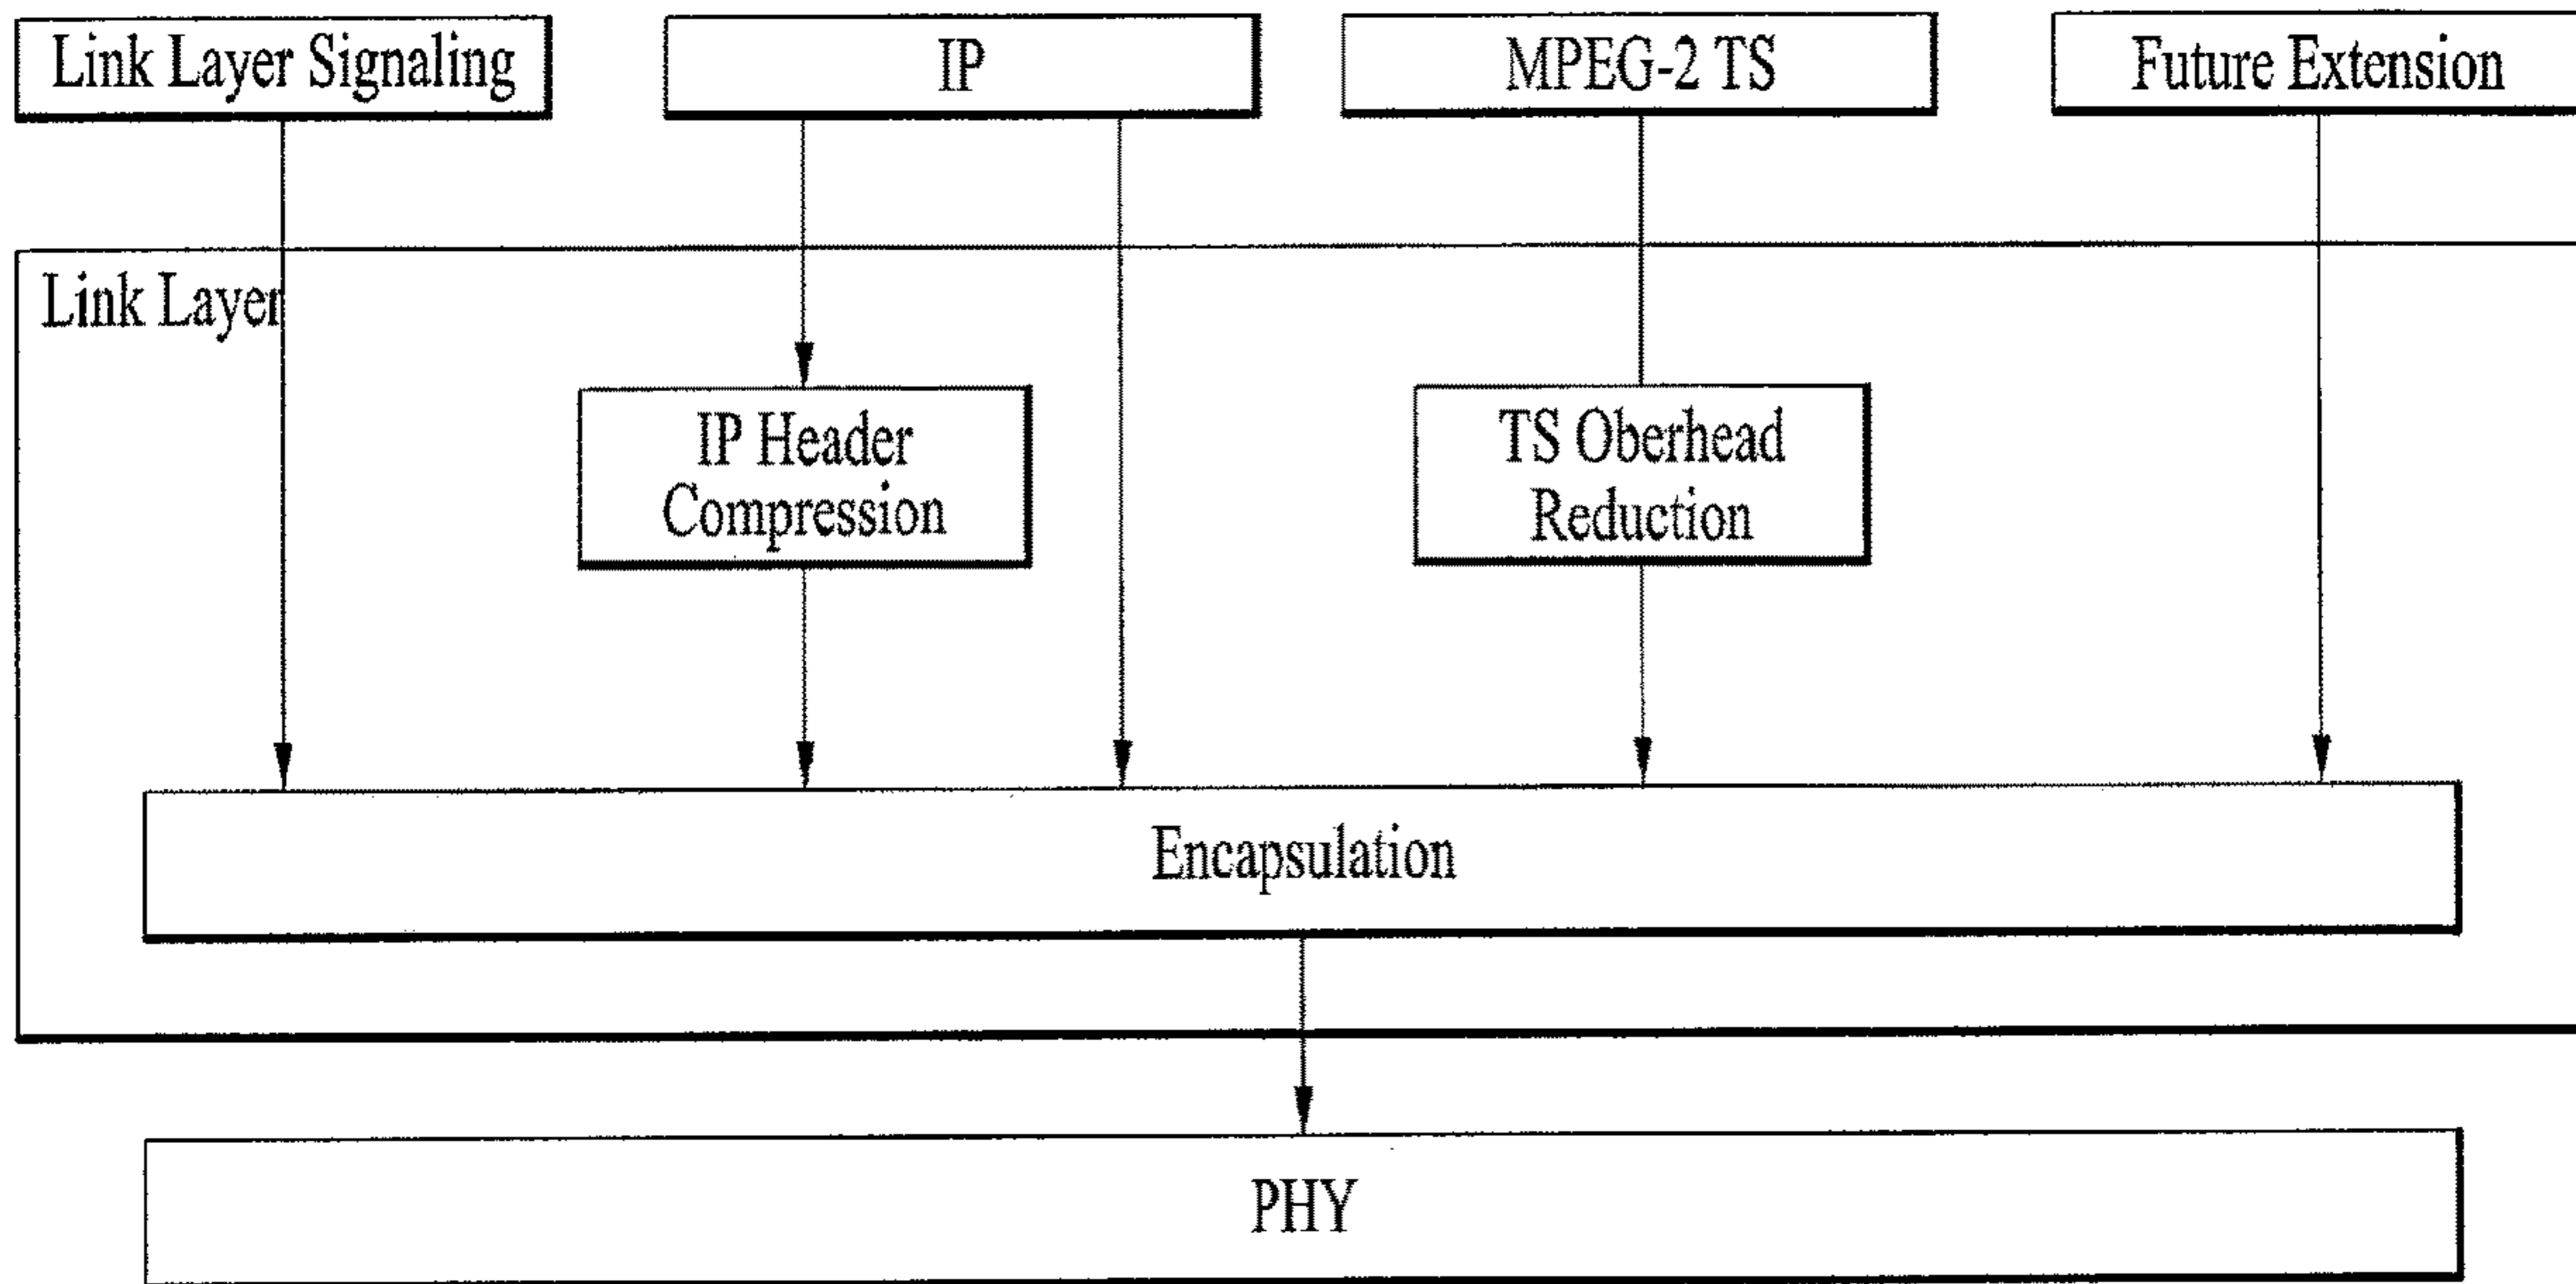 Link Layer Signaling
IP
MPEG-2 TS
Future Extension
Link Layer
IP Header
Compression
TS Oberhead
Reduction
Encapsulation
PHY